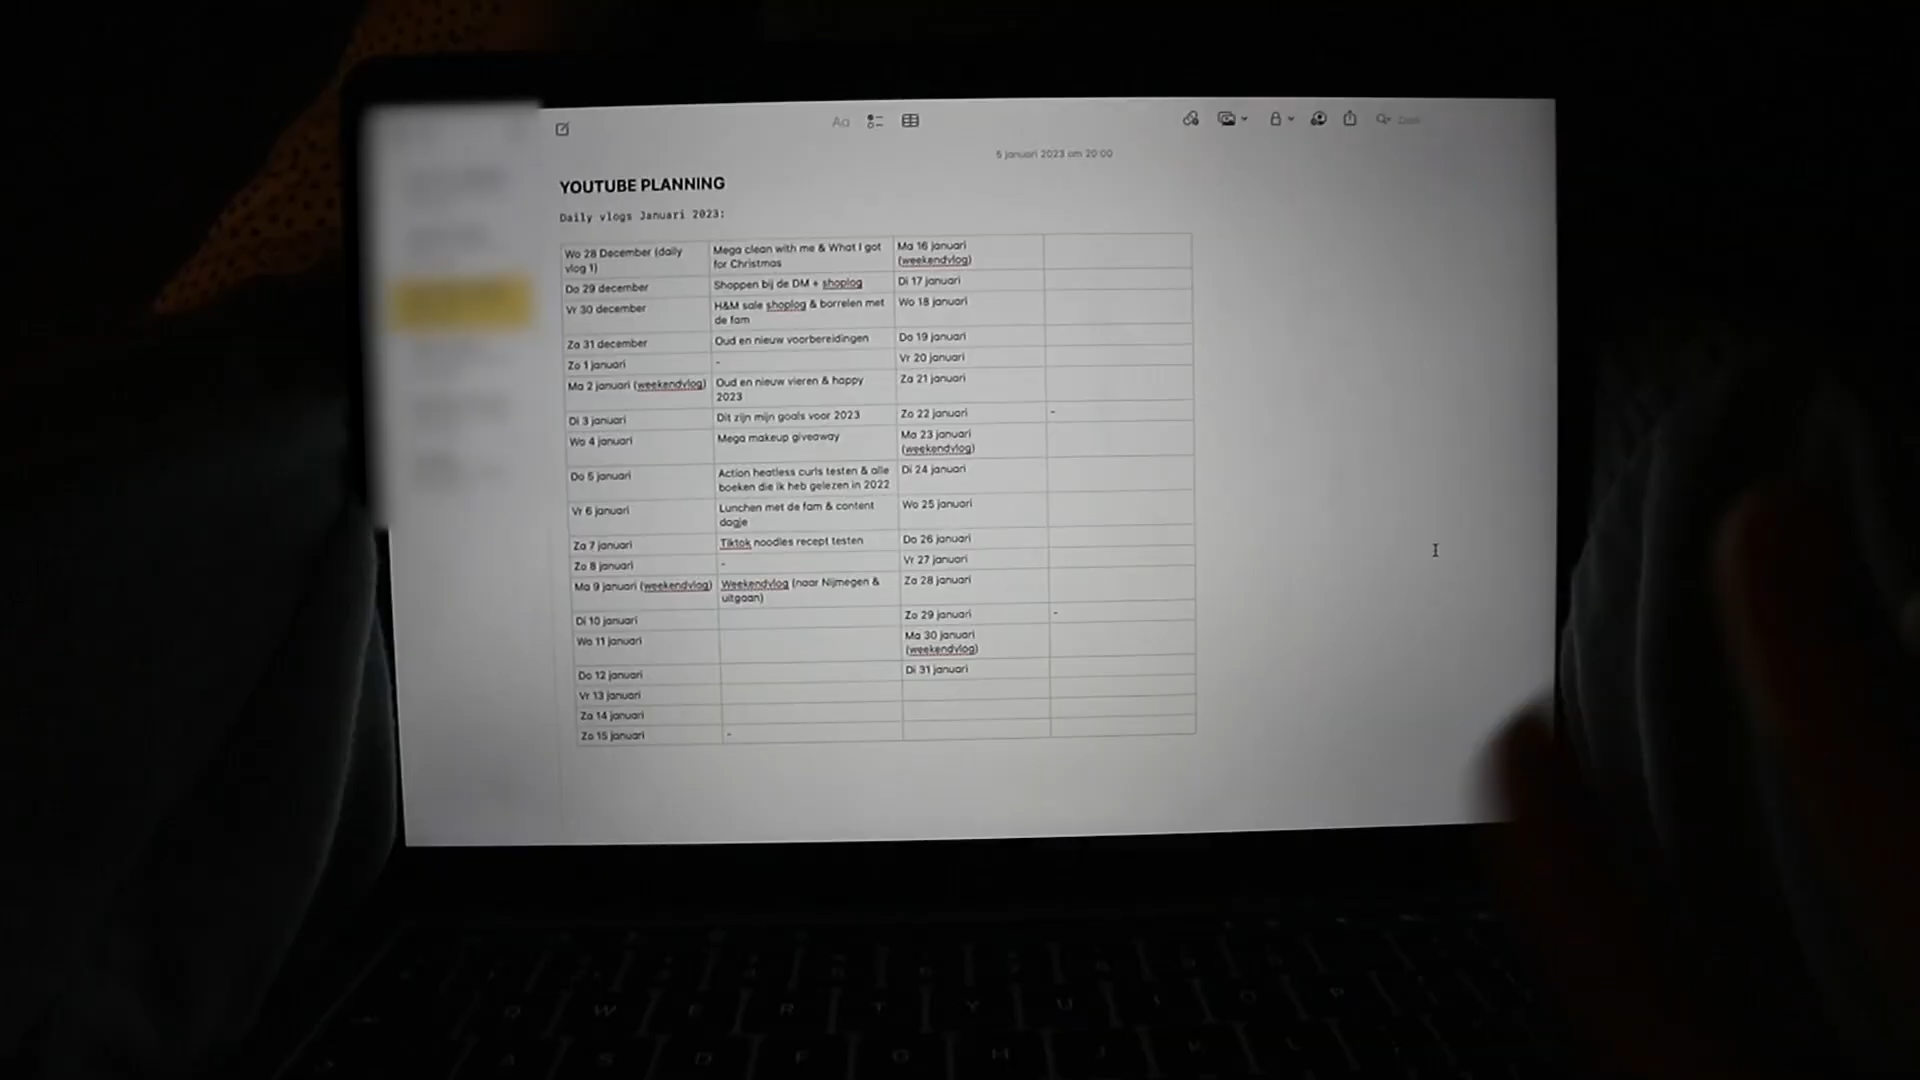 Aa
5 januari 2023 om 20:00
YOUTUBE PLANNING
Daily vlogs Januari 2023:
Wo 28 December (daily
vlog 1)
Mega clean with me & What I got
for Christmas
Ma 16 januari
(weekendvlog)
Do 29 december
Shoppen bij de DM + shoplog
Di 17 januari
Vr 30 december
H&M sale shoplog & borrelen met
de fam
Wo 18 januari
Za 31 december
Oud en nieuw voorbereidingen
Do 19 januari
Zo 1 januari
-
Vr 20 januari
Ma 2 januari (weekendvlog)
Oud en nieuw vieren & happy
2023
Za 21 januari
Di 3 januari
Dit zijn mijn goals voor 2023
Zo 22 januari
-
Wo 4 januari
Mega makeup giveaway
Ma 23 januari
(weekendvlog)
Do 5 januari
Action heatless curls testen & alle
boeken die ik heb gelezen in 2022
Di 24 januari
Vr 6 januari
Lunchen met de fam & content
dagje
Wo 25 januari
Za 7 januari
Tiktok noodles recept testen
Do 26 januari
Zo 8 januari
-
Vr 27 januari
Ma 9 januari (weekendvlog)
Weekendvlog (naar Nijmegen &
uitgaan)
Za 28 januari
Di 10 januari
Zo 29 januari
-
Wo 11 januari
Ma 30 januari
(weekendvlog)
Do 12 januari
Di 31 januari
Vr 13 januari
Za 14 januari
Zo 15 januari
-
Q W E R T Y U I O P
A S D F G H J K L